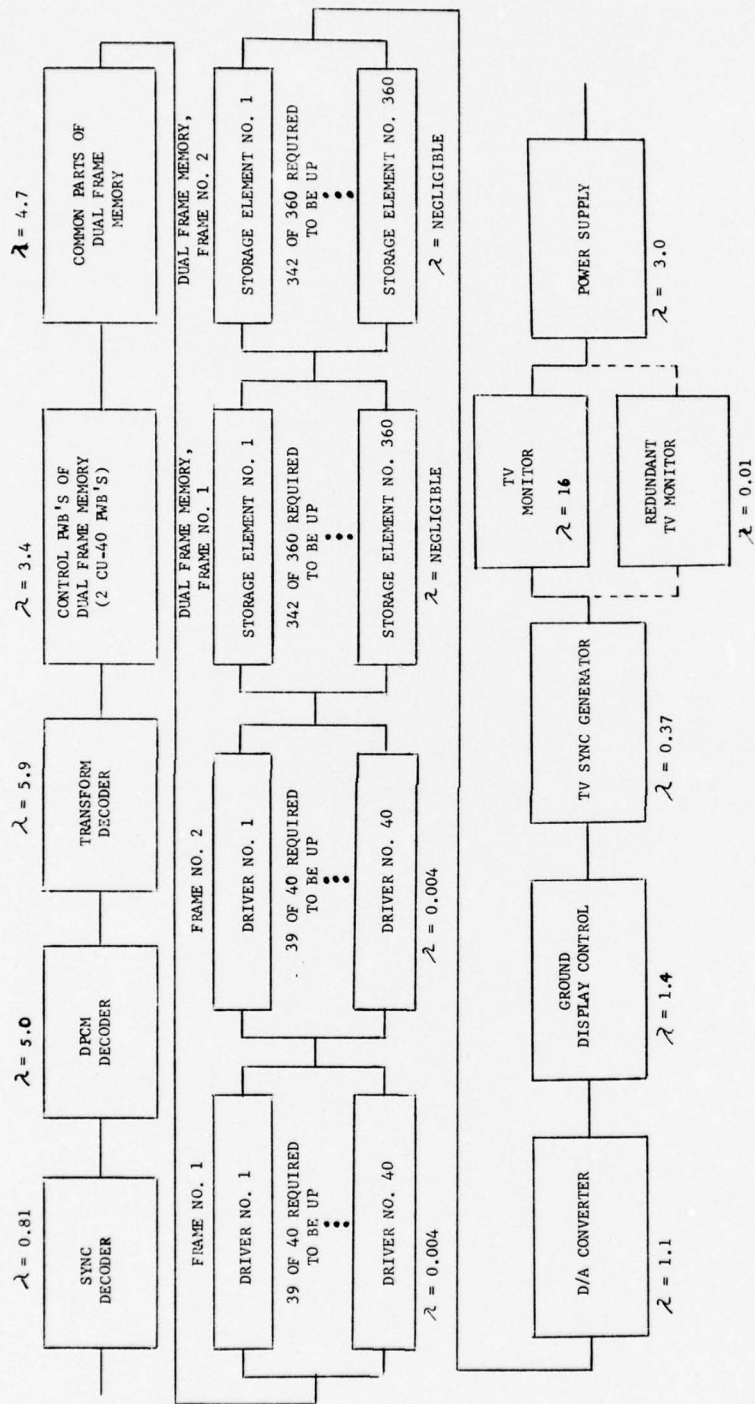 λ = 0.81
SYNC
DECODER
λ = 5.0
DPCM
DECODER
λ = 5.9
TRANSFORM
DECODER
λ = 3.4
CONTROL PWB'S OF
DUAL FRAME MEMORY
(2 CU-40 PWB'S)
λ = 4.7
COMMON PARTS OF
DUAL FRAME
MEMORY
FRAME NO. 1
DRIVER NO. 1
39 OF 40 REQUIRED
TO BE UP
DRIVER NO. 40
λ = 0.004
FRAME NO. 2
DRIVER NO. 1
39 OF 40 REQUIRED
TO BE UP
DRIVER NO. 40
λ = 0.004
DUAL FRAME MEMORY,
FRAME NO. 1
STORAGE ELEMENT NO. 1
342 OF 360 REQUIRED
TO BE UP
STORAGE ELEMENT NO. 360
λ = NEGLIGIBLE
DUAL FRAME MEMORY,
FRAME NO. 2
STORAGE ELEMENT NO. 1
342 OF 360 REQUIRED
TO BE UP
STORAGE ELEMENT NO. 360
λ = NEGLIGIBLE
D/A CONVERTER
λ = 1.1
GROUND
DISPLAY CONTROL
λ = 1.4
TV SYNC GENERATOR
λ = 0.37
TV
MONITOR
λ = 16
REDUNDANT
TV MONITOR
λ = 0.01
POWER SUPPLY
λ = 3.0